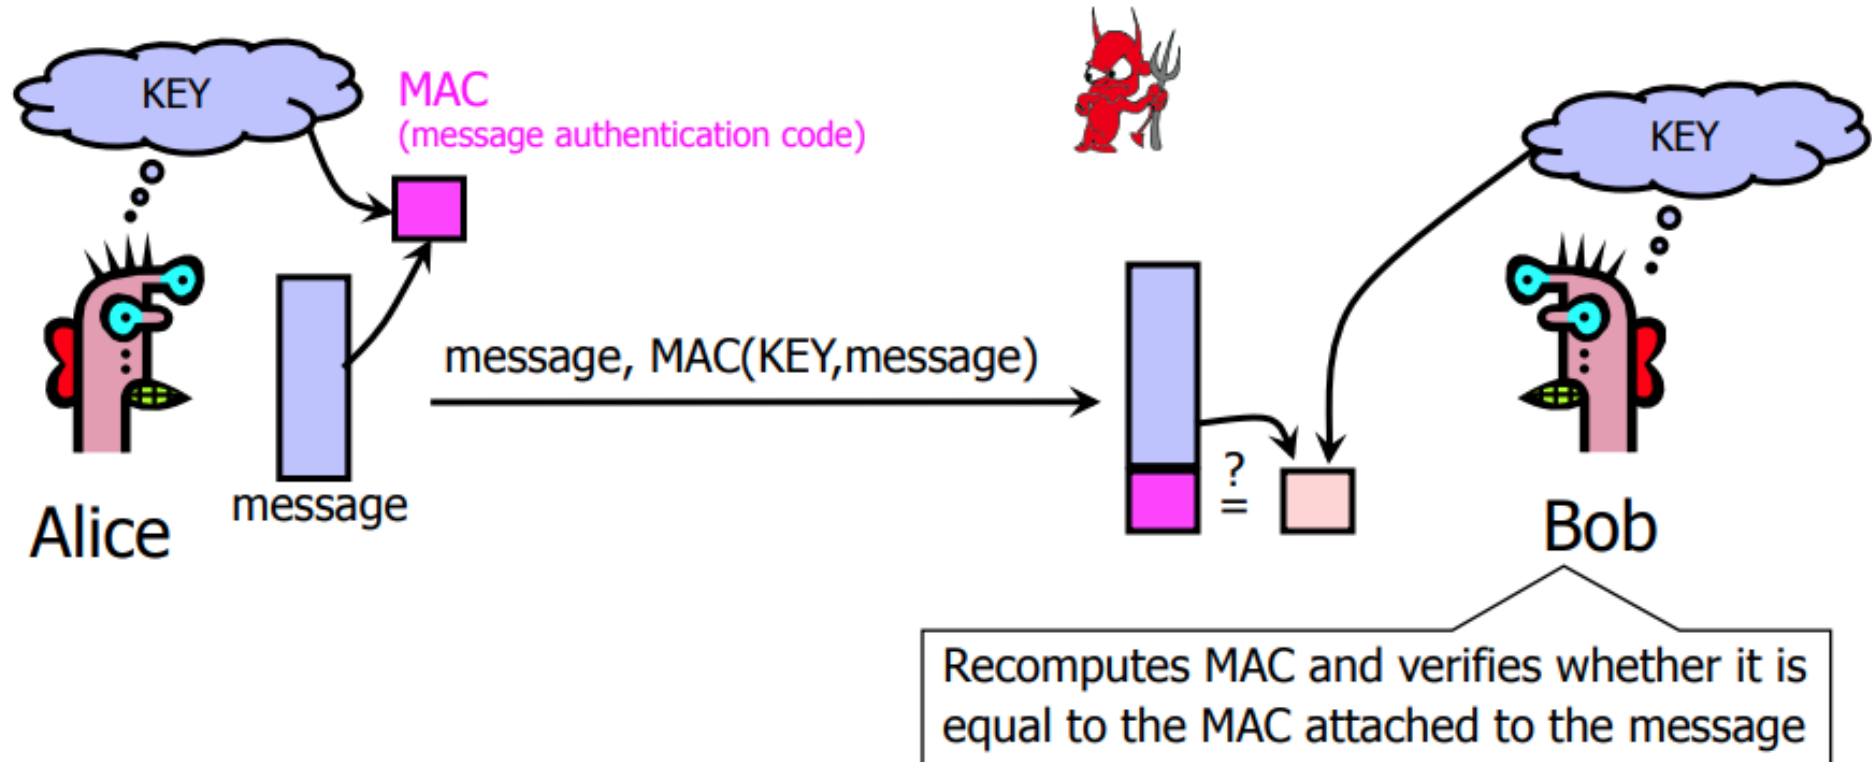 KEY
MAC
(message authentication code)
KEY
message, MAC(KEY,message)
?
=
message
Alice
Bob
Recomputes MAC and verifies whether it is
equal to the MAC attached to the message